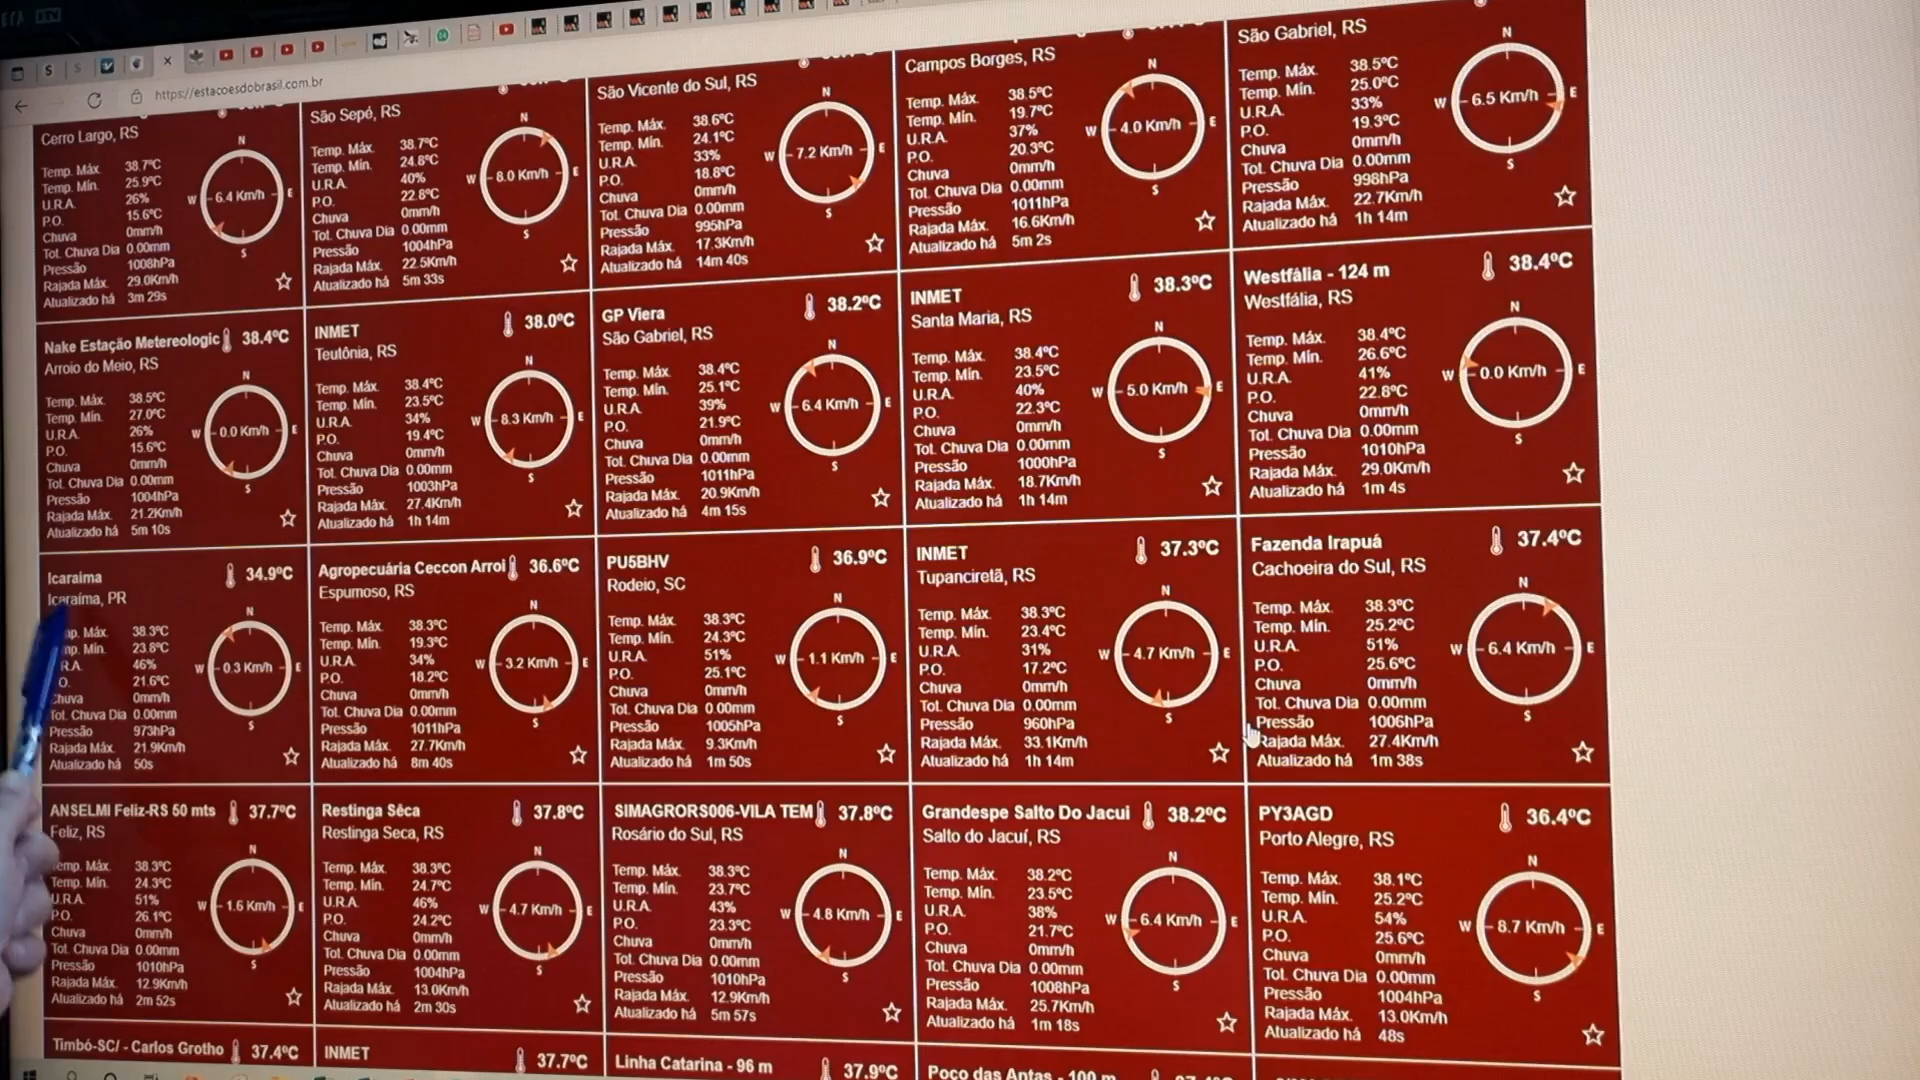 https://estacoesdobrasil.com.br
Cerro Largo, RS
Temp. Máx. 38.7ºC
Temp. Mín. 25.9ºC
U.R.A. 26%
P.O. 15.6ºC
Chuva 0mm/h
Tot. Chuva Dia 0.00mm
Pressão 1008hPa
Rajada Máx. 29.0Km/h
Atualizado há 3m 29s
N
W 6.4 Km/h E
S
São Sepé, RS
Temp. Máx. 38.7ºC
Temp. Mín. 24.8ºC
U.R.A. 40%
P.O. 22.8ºC
Chuva 0mm/h
Tot. Chuva Dia 0.00mm
Pressão 1004hPa
Rajada Máx. 22.5Km/h
Atualizado há 5m 33s
N
W 8.0 Km/h E
S
São Vicente do Sul, RS
Temp. Máx. 38.6ºC
Temp. Mín. 24.1ºC
U.R.A. 33%
P.O. 18.8ºC
Chuva 0mm/h
Tot. Chuva Dia 0.00mm
Pressão 995hPa
Rajada Máx. 17.3Km/h
Atualizado há 14m 40s
N
W 7.2 Km/h E
S
Campos Borges, RS
Temp. Máx. 38.5ºC
Temp. Mín. 19.7ºC
U.R.A. 37%
P.O. 20.3ºC
Chuva 0mm/h
Tot. Chuva Dia 0.00mm
Pressão 1011hPa
Rajada Máx. 16.6Km/h
Atualizado há 5m 2s
N
W 4.0 Km/h E
S
São Gabriel, RS
Temp. Máx. 38.5ºC
Temp. Mín. 25.0ºC
U.R.A. 33%
P.O. 19.3ºC
Chuva 0mm/h
Tot. Chuva Dia 0.00mm
Pressão 998hPa
Rajada Máx. 22.7Km/h
Atualizado há 1h 14m
N
W 6.5 Km/h E
S
Nake Estação Metereologic 38.4ºC
Arroio do Meio, RS
Temp. Máx. 38.5ºC
Temp. Mín. 27.0ºC
U.R.A. 26%
P.O. 15.6ºC
Chuva 0mm/h
Tot. Chuva Dia 0.00mm
Pressão 1004hPa
Rajada Máx. 21.2Km/h
Atualizado há 5m 10s
N
W 0.0 Km/h E
S
INMET 38.0ºC
Teutônia, RS
Temp. Máx. 38.4ºC
Temp. Mín. 23.5ºC
U.R.A. 34%
P.O. 19.4ºC
Chuva 0mm/h
Tot. Chuva Dia 0.00mm
Pressão 1003hPa
Rajada Máx. 27.4Km/h
Atualizado há 1h 14m
N
W 8.3 Km/h E
S
GP Viera 38.2ºC
São Gabriel, RS
Temp. Máx. 38.4ºC
Temp. Mín. 25.1ºC
U.R.A. 39%
P.O. 21.9ºC
Chuva 0mm/h
Tot. Chuva Dia 0.00mm
Pressão 1011hPa
Rajada Máx. 20.9Km/h
Atualizado há 4m 15s
N
W 6.4 Km/h E
S
INMET 38.3ºC
Santa Maria, RS
Temp. Máx. 38.4ºC
Temp. Mín. 23.5ºC
U.R.A. 40%
P.O. 22.3ºC
Chuva 0mm/h
Tot. Chuva Dia 0.00mm
Pressão 1000hPa
Rajada Máx. 18.7Km/h
Atualizado há 1h 14m
N
W 5.0 Km/h E
S
Westfália - 124 m 38.4ºC
Westfália, RS
Temp. Máx. 38.4ºC
Temp. Mín. 26.6ºC
U.R.A. 41%
P.O. 22.8ºC
Chuva 0mm/h
Tot. Chuva Dia 0.00mm
Pressão 1010hPa
Rajada Máx. 29.0Km/h
Atualizado há 1m 4s
N
W 0.0 Km/h E
S
Icaraíma 34.9ºC
Icaraíma, PR
mp. Máx. 38.3ºC
mp. Mín. 23.8ºC
R.A. 46%
O. 21.6ºC
Chuva 0mm/h
Tot. Chuva Dia 0.00mm
Pressão 973hPa
Rajada Máx. 21.9Km/h
Atualizado há 50s
N
W 0.3 Km/h E
S
Agropecuária Ceccon Arroi 36.6ºC
Espumoso, RS
Temp. Máx. 38.3ºC
Temp. Mín. 19.3ºC
U.R.A. 34%
P.O. 18.2ºC
Chuva 0mm/h
Tot. Chuva Dia 0.00mm
Pressão 1011hPa
Rajada Máx. 27.7Km/h
Atualizado há 8m 40s
N
W 3.2 Km/h E
S
PU5BHV 36.9ºC
Rodeio, SC
Temp. Máx. 38.3ºC
Temp. Mín. 24.3ºC
U.R.A. 51%
P.O. 25.1ºC
Chuva 0mm/h
Tot. Chuva Dia 0.00mm
Pressão 1005hPa
Rajada Máx. 9.3Km/h
Atualizado há 1m 50s
N
W 1.1 Km/h E
S
INMET 37.3ºC
Tupanciretã, RS
Temp. Máx. 38.3ºC
Temp. Mín. 23.4ºC
U.R.A. 31%
P.O. 17.2ºC
Chuva 0mm/h
Tot. Chuva Dia 0.00mm
Pressão 960hPa
Rajada Máx. 33.1Km/h
Atualizado há 1h 14m
N
W 4.7 Km/h E
S
Fazenda Irapuá 37.4ºC
Cachoeira do Sul, RS
Temp. Máx. 38.3ºC
Temp. Mín. 25.2ºC
U.R.A. 51%
P.O. 25.6ºC
Chuva 0mm/h
Tot. Chuva Dia 0.00mm
Pressão 1006hPa
Rajada Máx. 27.4Km/h
Atualizado há 1m 38s
N
W 6.4 Km/h E
S
ANSELMI Feliz-RS 50 mts 37.7ºC
Feliz, RS
emp. Máx. 38.3ºC
Temp. Mín. 24.3ºC
U.R.A. 51%
P.O. 26.1ºC
Chuva 0mm/h
Tot. Chuva Dia 0.00mm
Pressão 1010hPa
Rajada Máx. 12.9Km/h
Atualizado há 2m 52s
N
W 1.6 Km/h E
S
Restinga Sêca 37.8ºC
Restinga Seca, RS
Temp. Máx. 38.3ºC
Temp. Mín. 24.7ºC
U.R.A. 46%
P.O. 24.2ºC
Chuva 0mm/h
Tot. Chuva Dia 0.00mm
Pressão 1004hPa
Rajada Máx. 13.0Km/h
Atualizado há 2m 30s
N
W 4.7 Km/h E
S
SIMAGRORS006-VILA TEM 37.8ºC
Rosário do Sul, RS
Temp. Máx. 38.3ºC
Temp. Mín. 23.7ºC
U.R.A. 43%
P.O. 23.3ºC
Chuva 0mm/h
Tot. Chuva Dia 0.00mm
Pressão 1010hPa
Rajada Máx. 12.9Km/h
Atualizado há 5m 57s
N
W 4.8 Km/h E
S
Grandespe Salto Do Jacui 38.2ºC
Salto do Jacuí, RS
Temp. Máx. 38.2ºC
Temp. Mín. 23.5ºC
U.R.A. 38%
P.O. 21.7ºC
Chuva 0mm/h
Tot. Chuva Dia 0.00mm
Pressão 1008hPa
Rajada Máx. 25.7Km/h
Atualizado há 1m 18s
N
W 6.4 Km/h E
S
PY3AGD 36.4ºC
Porto Alegre, RS
Temp. Máx. 38.1ºC
Temp. Mín. 25.2ºC
U.R.A. 54%
P.O. 25.6ºC
Chuva 0mm/h
Tot. Chuva Dia 0.00mm
Pressão 1004hPa
Rajada Máx. 13.0Km/h
Atualizado há 48s
N
W 8.7 Km/h E
S
Timbó-SC/ - Carlos Grotho 37.4ºC
INMET 37.7ºC
Linha Catarina - 96 m 37.9ºC
Poço das Antas - 100 m